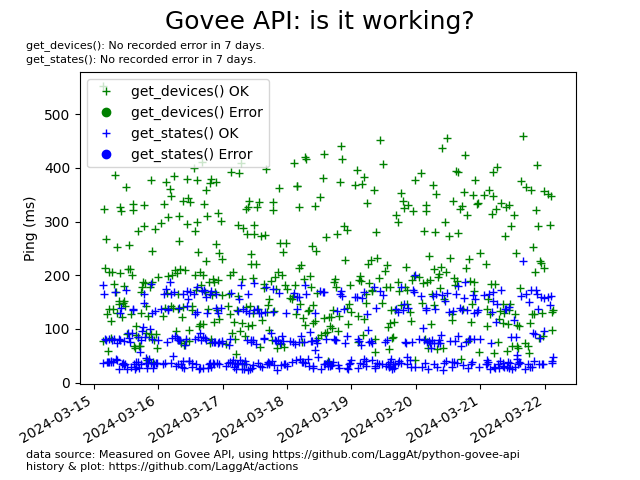 Govee API: is it working?
get_devices(): No recorded error in 7 days.
get_states(): No recorded error in 7 days.
get_devices() OK
get_devices() Error
get_states() OK
get_states() Error
Ping (ms)
500
400
300
200
100
0
2024-03-15
2024-03-16
2024-03-17
2024-03-18
2024-03-19
2024-03-20
2024-03-21
2024-03-22
data source: Measured on Govee API, using https://github.com/LaggAt/python-govee-api
history & plot: https://github.com/LaggAt/actions